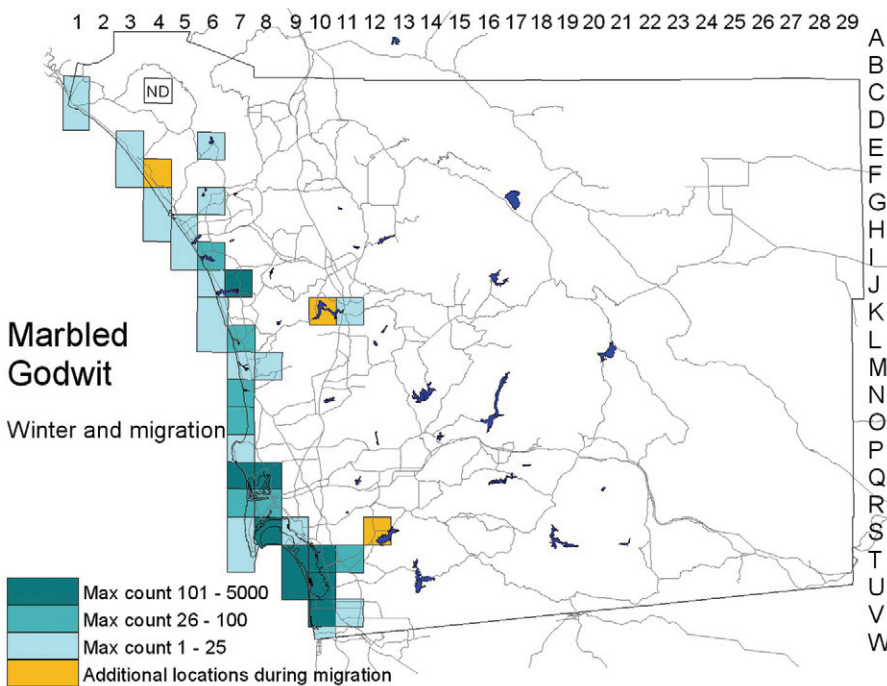 1 2 3 4 5 6 7 8 9 10 11 12 13 14 15 16 17 18 19 20 21 22 23 24 25 26 27 28 29
A
B
C
D
E
F
G
H
I
J
K
L
M
N
O
P
Q
R
S
T
U
V
W
ND
Marbled
Godwit
Winter and migration
Max count 101 - 5000
Max count 26 - 100
Max count 1 - 25
Additional locations during migration